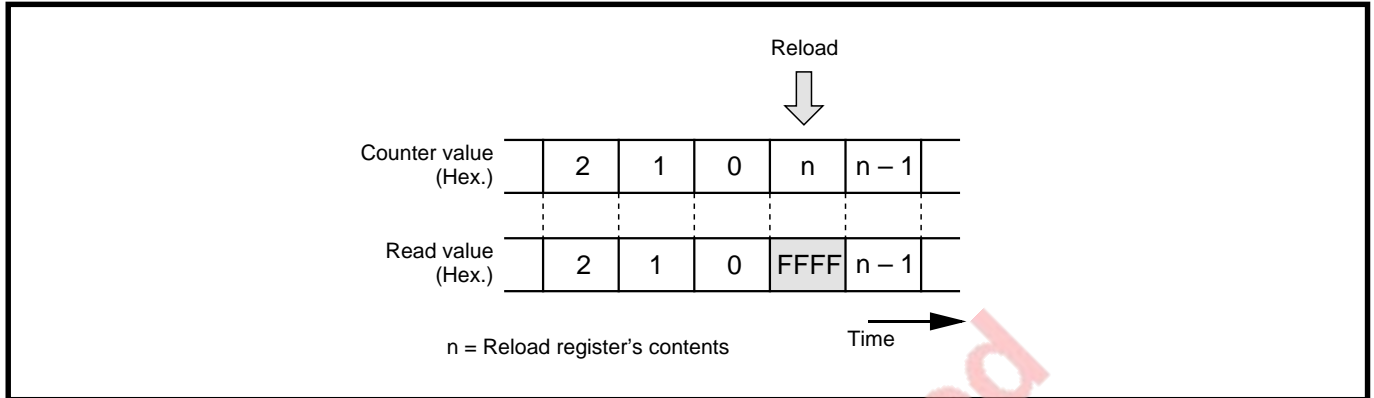 Reload
Counter value
(Hex.)
2 1 0 n n – 1
Read value
(Hex.)
2 1 0 FFFF n – 1
Time
n = Reload register’s contents